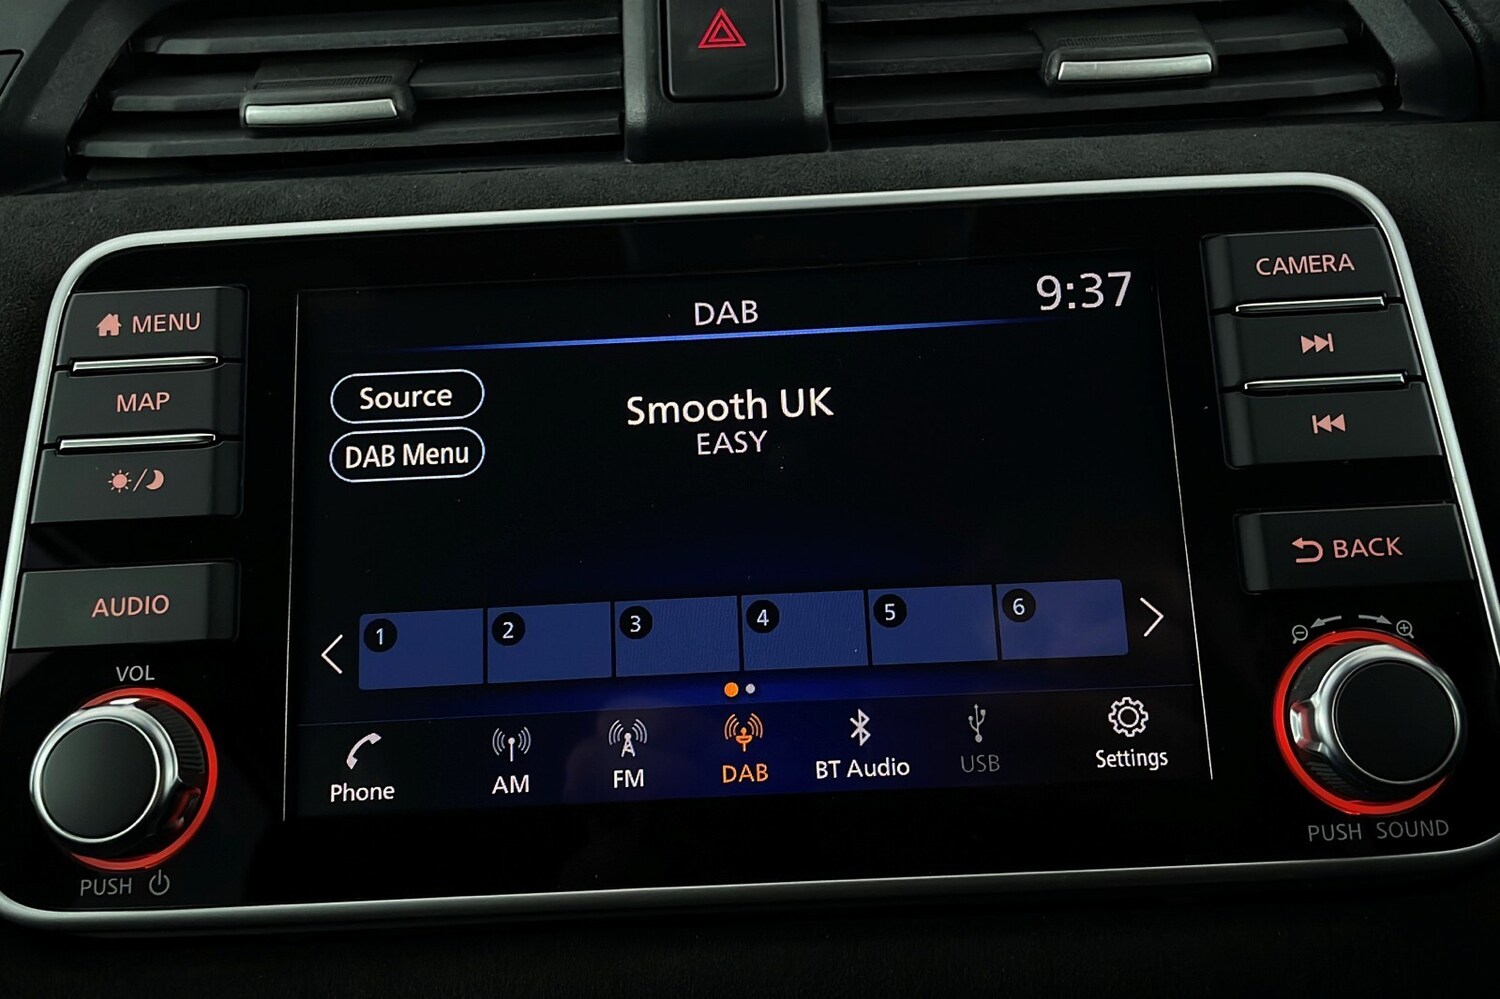 CAMERA
DAB
9:37
MENU
MAP
Source
Smooth UK
DAB Menu
EASY
BACK
AUDIO
1
2
3
4
5
6
VOL
Phone
AM
FM
DAB
BT Audio
USB
Settings
PUSH
PUSH SOUND